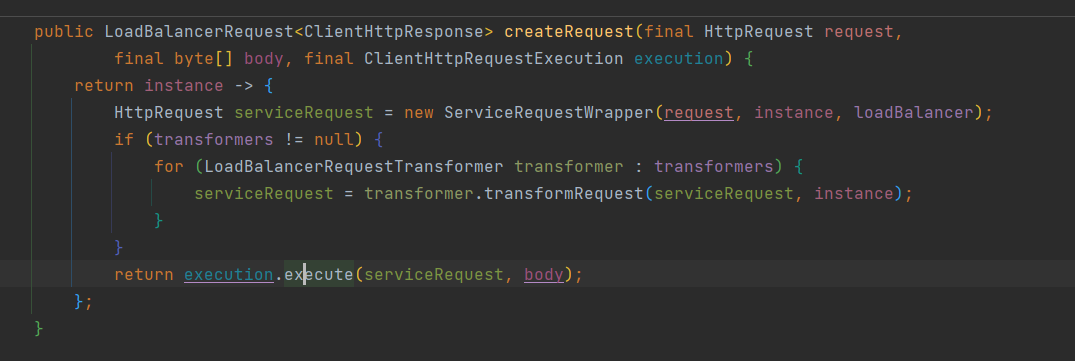 public LoadBalancerRequest<ClientHttpResponse> createRequest(final HttpRequest request,
        final byte[] body, final ClientHttpRequestExecution execution) {
    return instance -> {
        HttpRequest serviceRequest = new ServiceRequestWrapper(request, instance, loadBalancer);
        if (transformers != null) {
            for (LoadBalancerRequestTransformer transformer : transformers) {
                serviceRequest = transformer.transformRequest(serviceRequest, instance);
            }
        }
        return execution.execute(serviceRequest, body);
    };
}